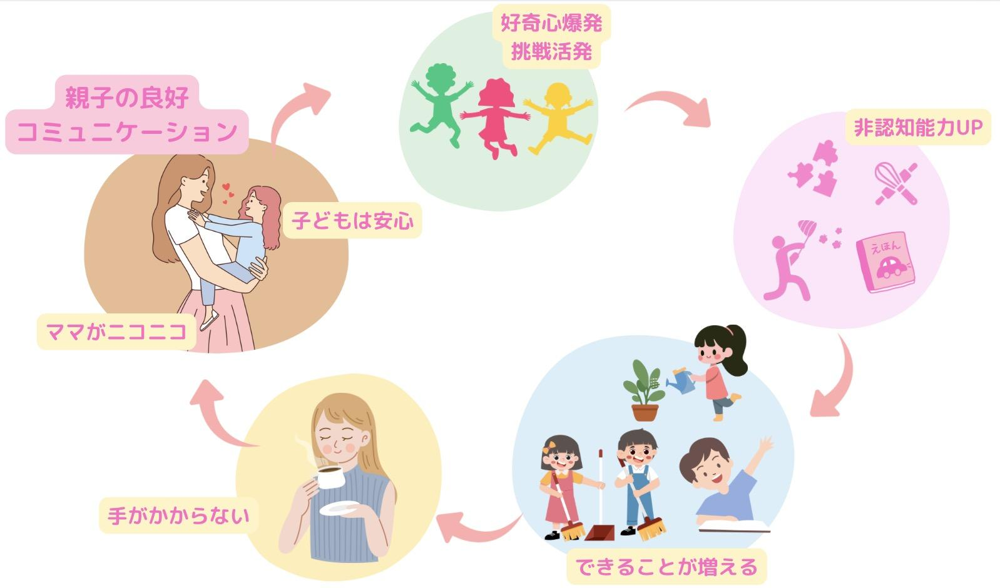 好奇心爆発
挑戦活発
親子の良好
コミュニケーション
非認知能力UP
子どもは安心
えほん
ママがニコニコ
手がかからない
できることが増える